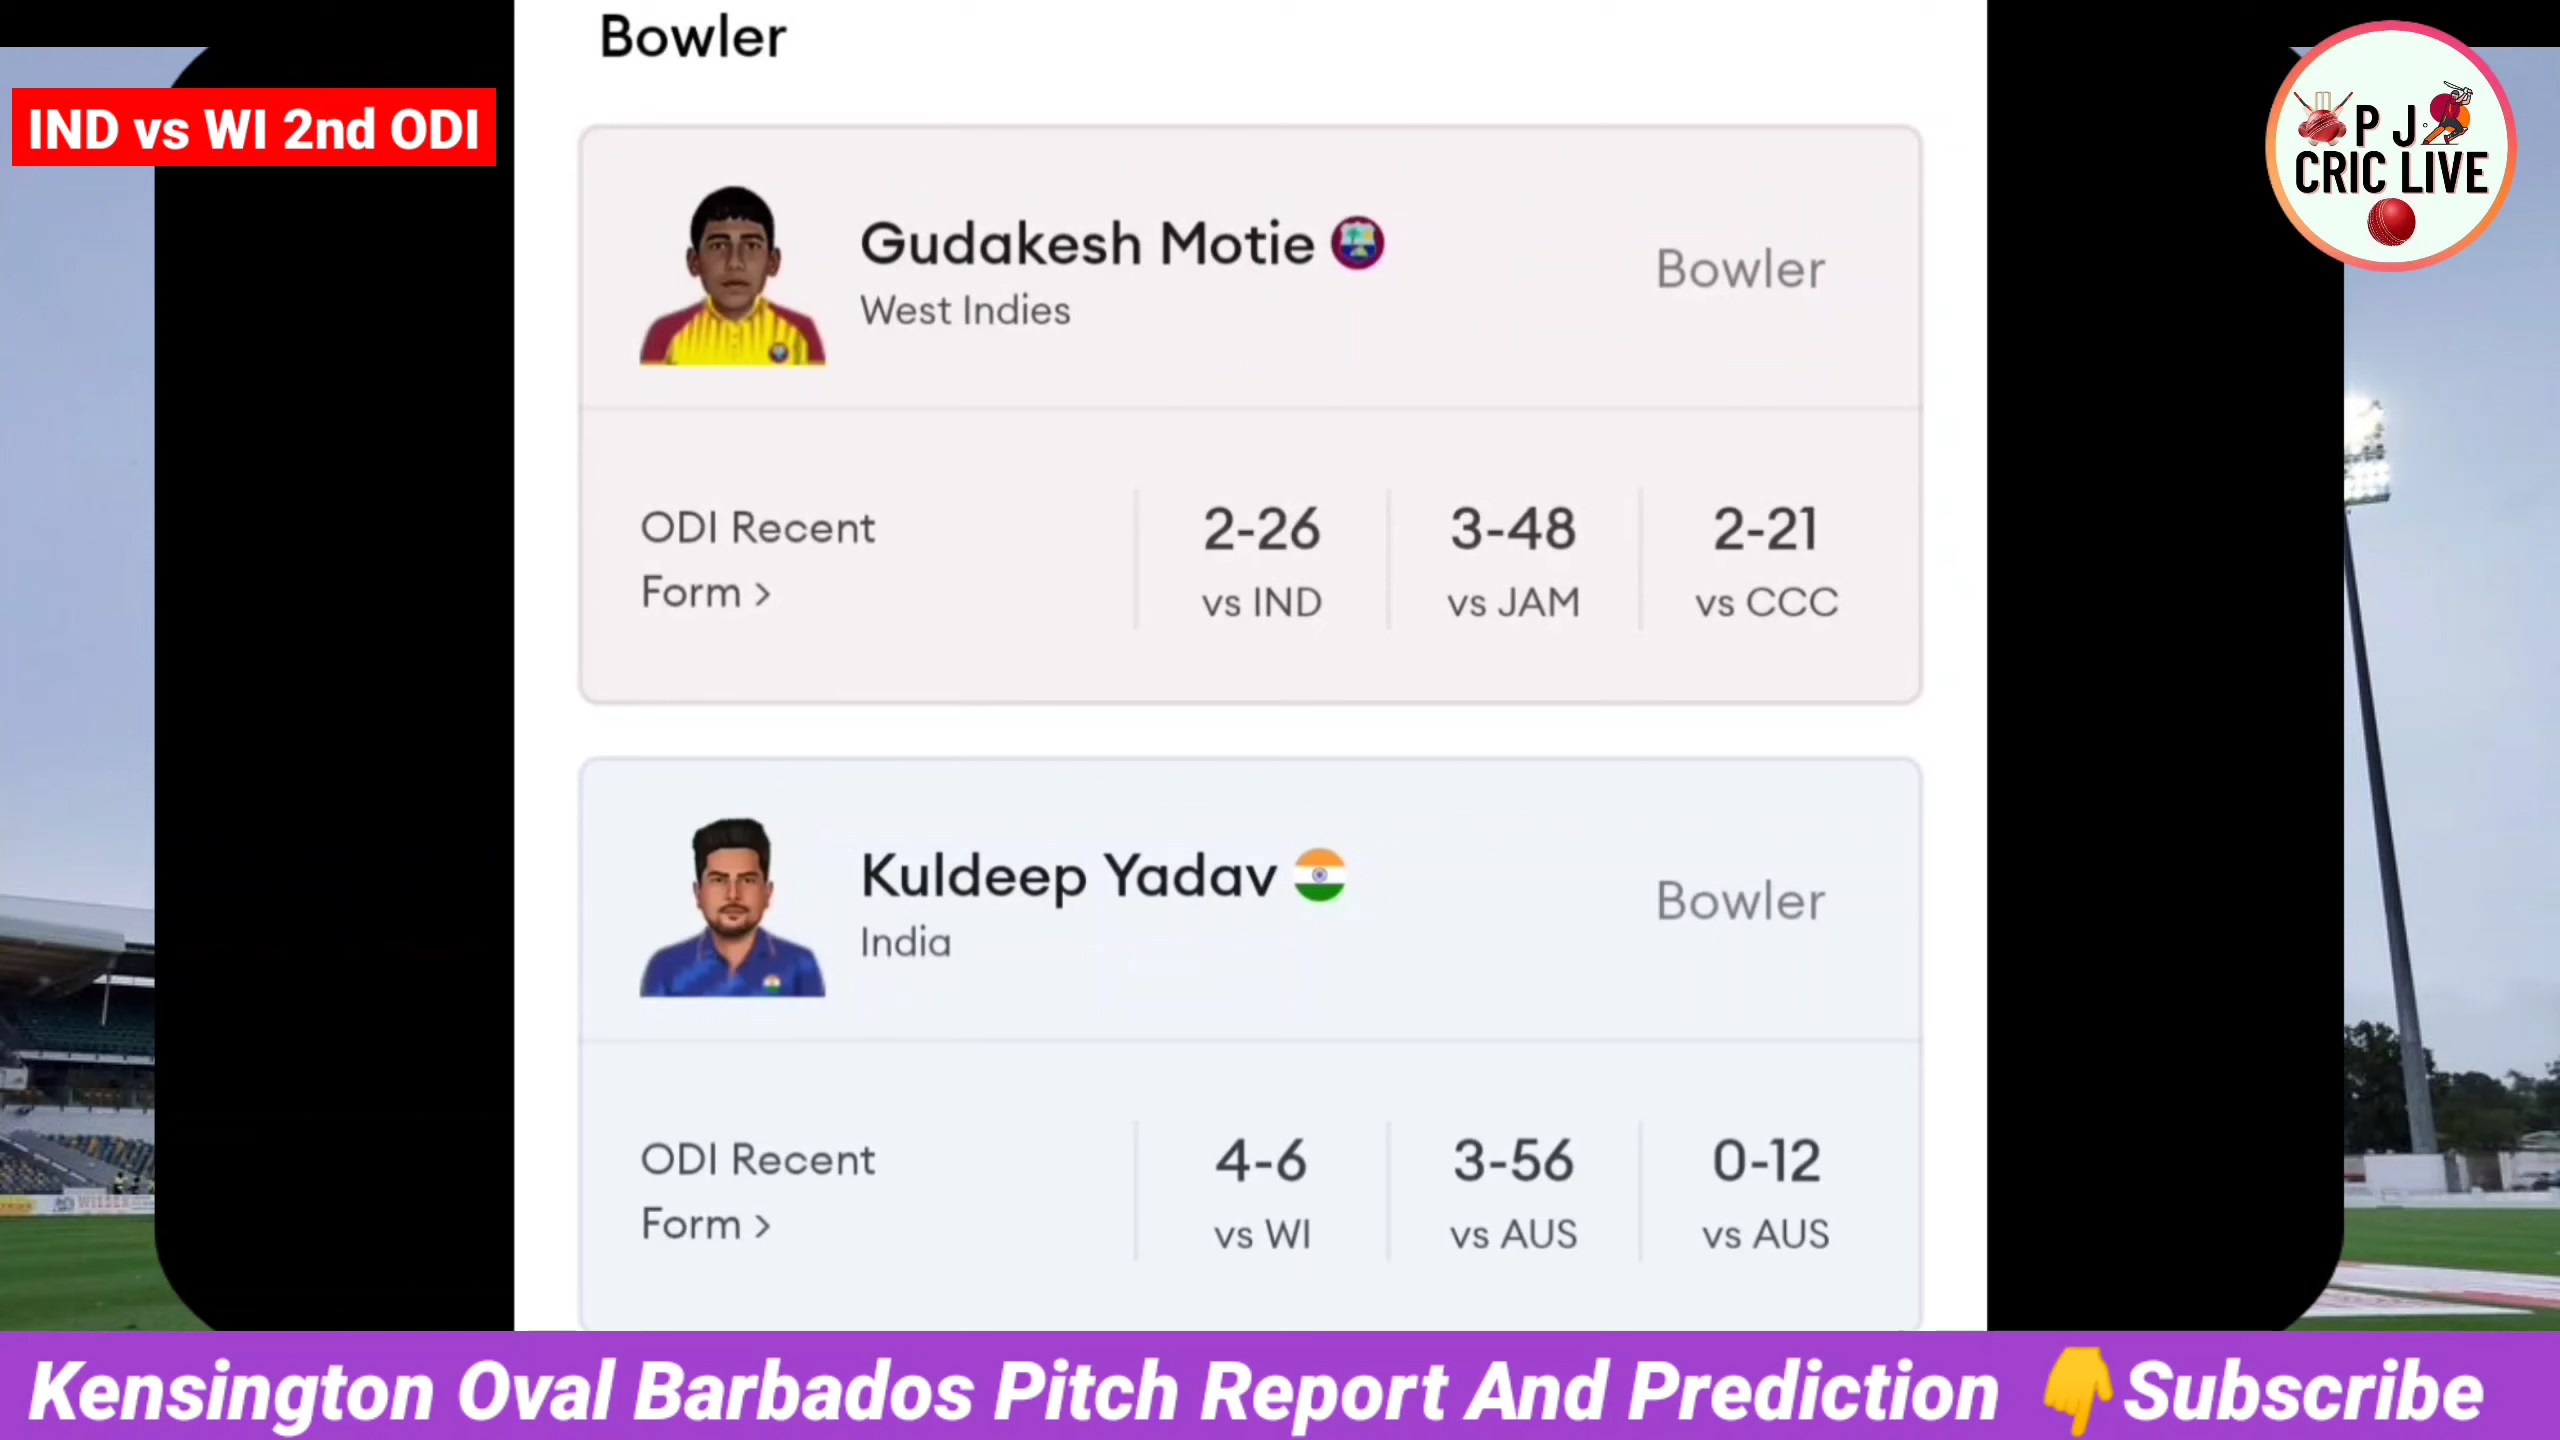 Bowler
IND vs WI 2nd ODI
P J
CRIC LIVE
Gudakesh Motie
West Indies
Bowler
ODI Recent
Form >
2-26
vs IND
3-48
vs JAM
2-21
vs CCC
Kuldeep Yadav
India
Bowler
ODI Recent
Form >
4-6
vs WI
3-56
vs AUS
0-12
vs AUS
Kensington Oval Barbados Pitch Report And Prediction 👇Subscribe